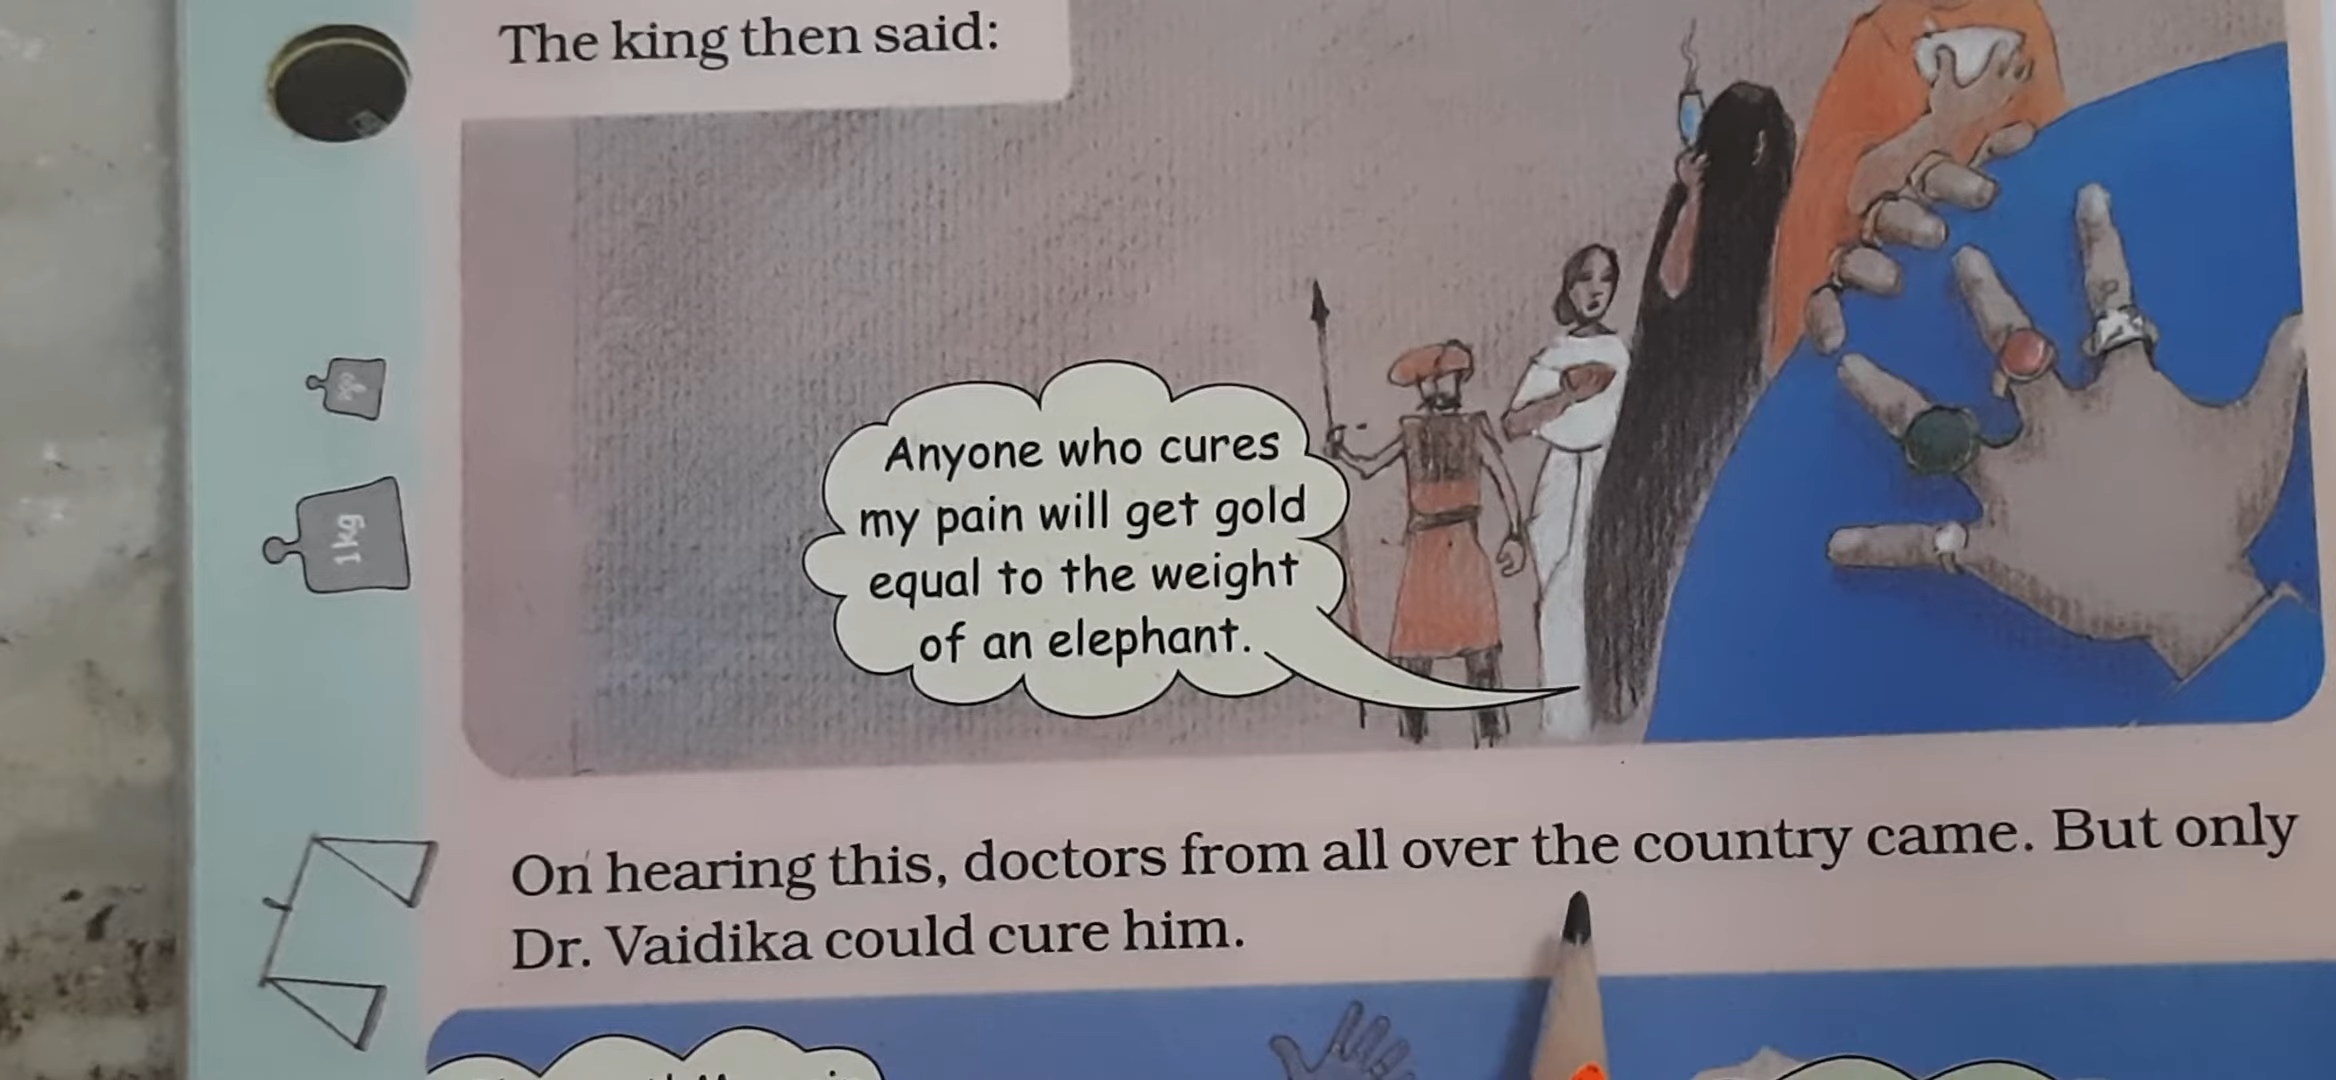 The king then said:
Anyone who cures
my pain will get gold
equal to the weight
of an elephant.
1kg
On hearing this, doctors from all over the country came. But only
Dr. Vaidika could cure him.